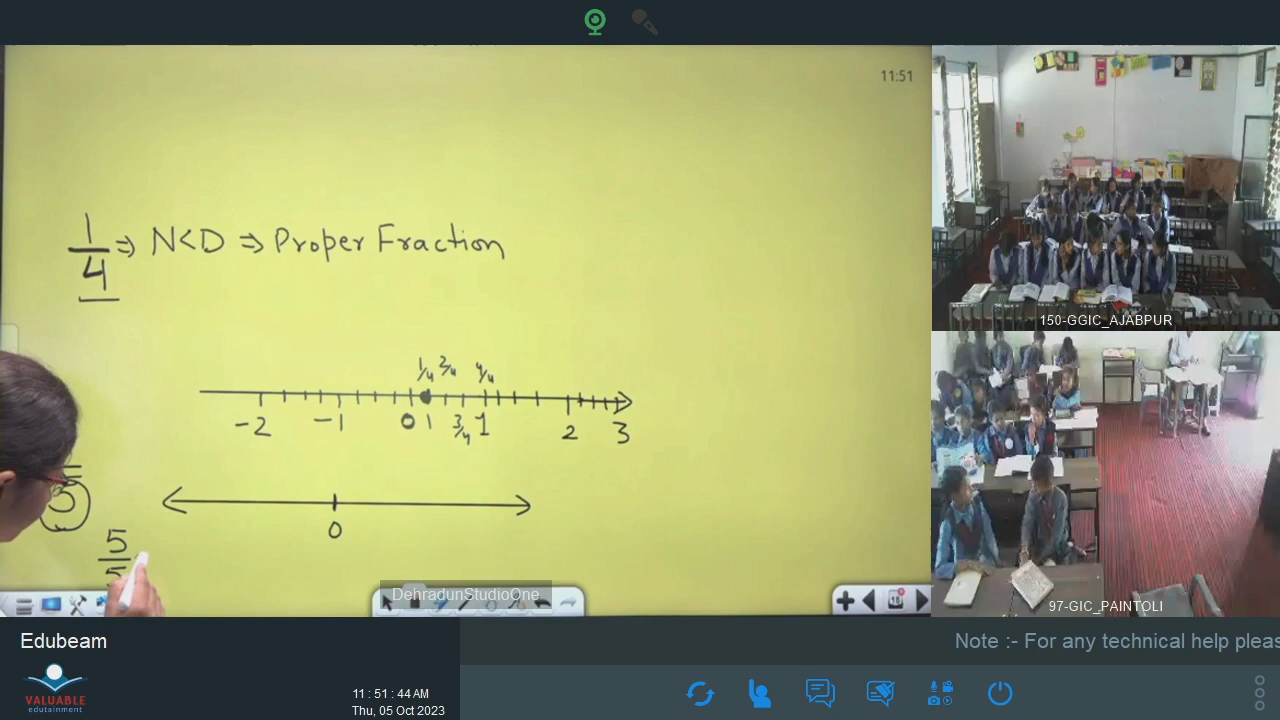 11:51
1/4 ⇒ N<D ⇒ Proper Fraction
1/4 2/4 4/4
-2 -1 0 1 3/4 1 2 3
0
3
5
DehradunStudioOne
150-GGIC_AJABPUR
97-GIC_PAINTOLI
Edubeam
VALUABLE
edutainment
11 : 51 : 44 AM
Thu, 05 Oct 2023
Note :- For any technical help pleas